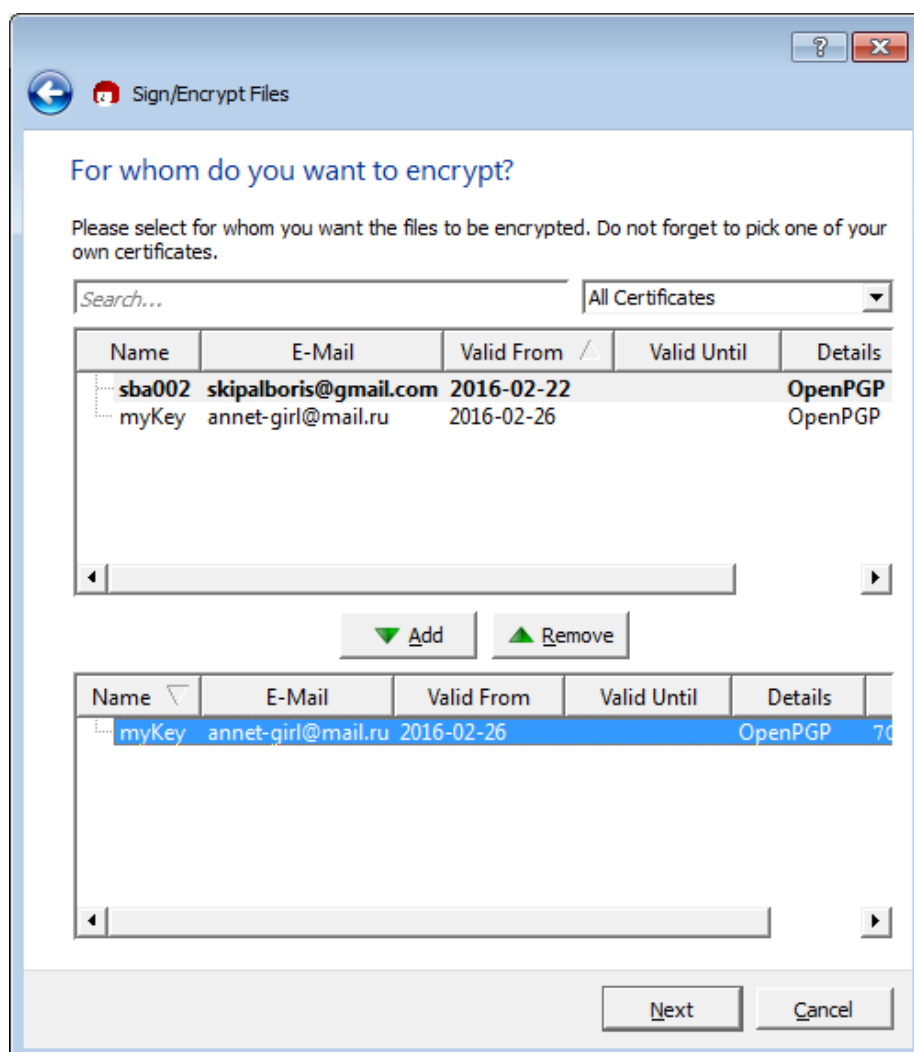 ?
Sign/Encrypt Files
For whom do you want to encrypt?
Please select for whom you want the files to be encrypted. Do not forget to pick one of your
own certificates.
Search... All Certificates
Name E-Mail Valid From Valid Until Details
sba002 skipalboris@gmail.com 2016-02-22 OpenPGP
myKey annet-girl@mail.ru 2016-02-26 OpenPGP
Add Remove
Name E-Mail Valid From Valid Until Details
myKey annet-girl@mail.ru 2016-02-26 OpenPGP
Next Cancel